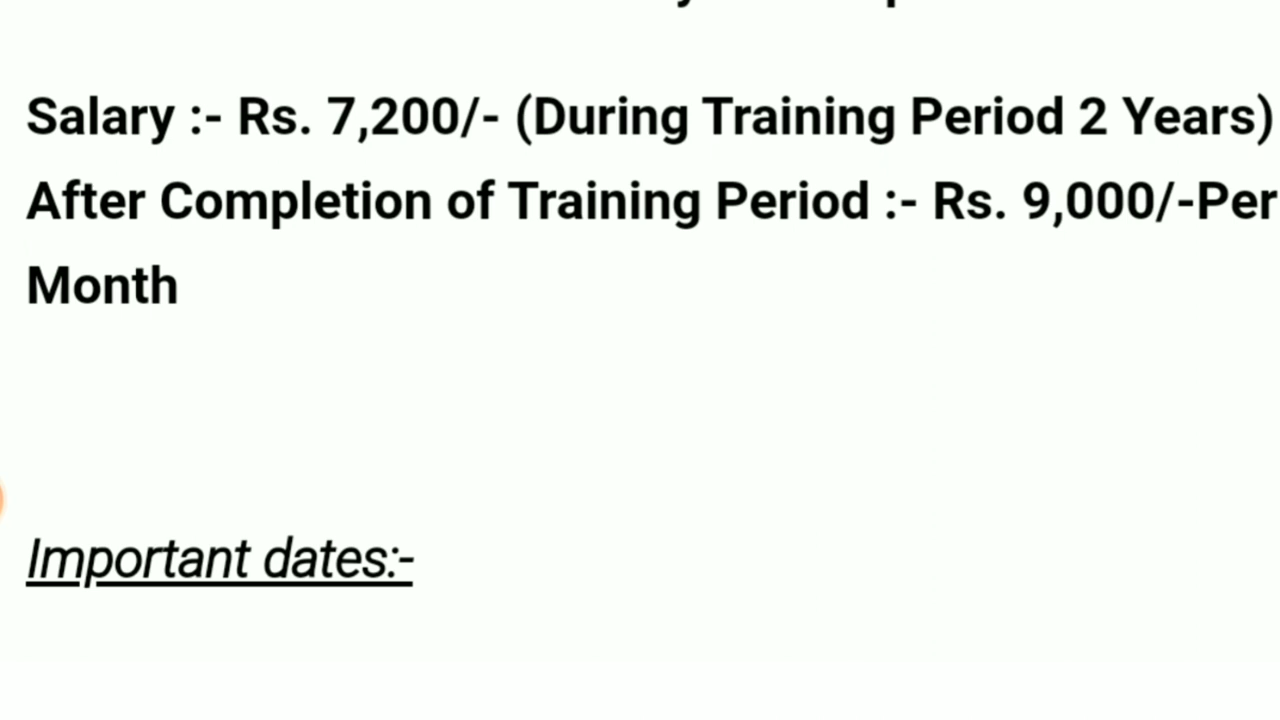 Salary :- Rs. 7,200/- (During Training Period 2 Years)
After Completion of Training Period :- Rs. 9,000/-Per
Month
Important dates:-